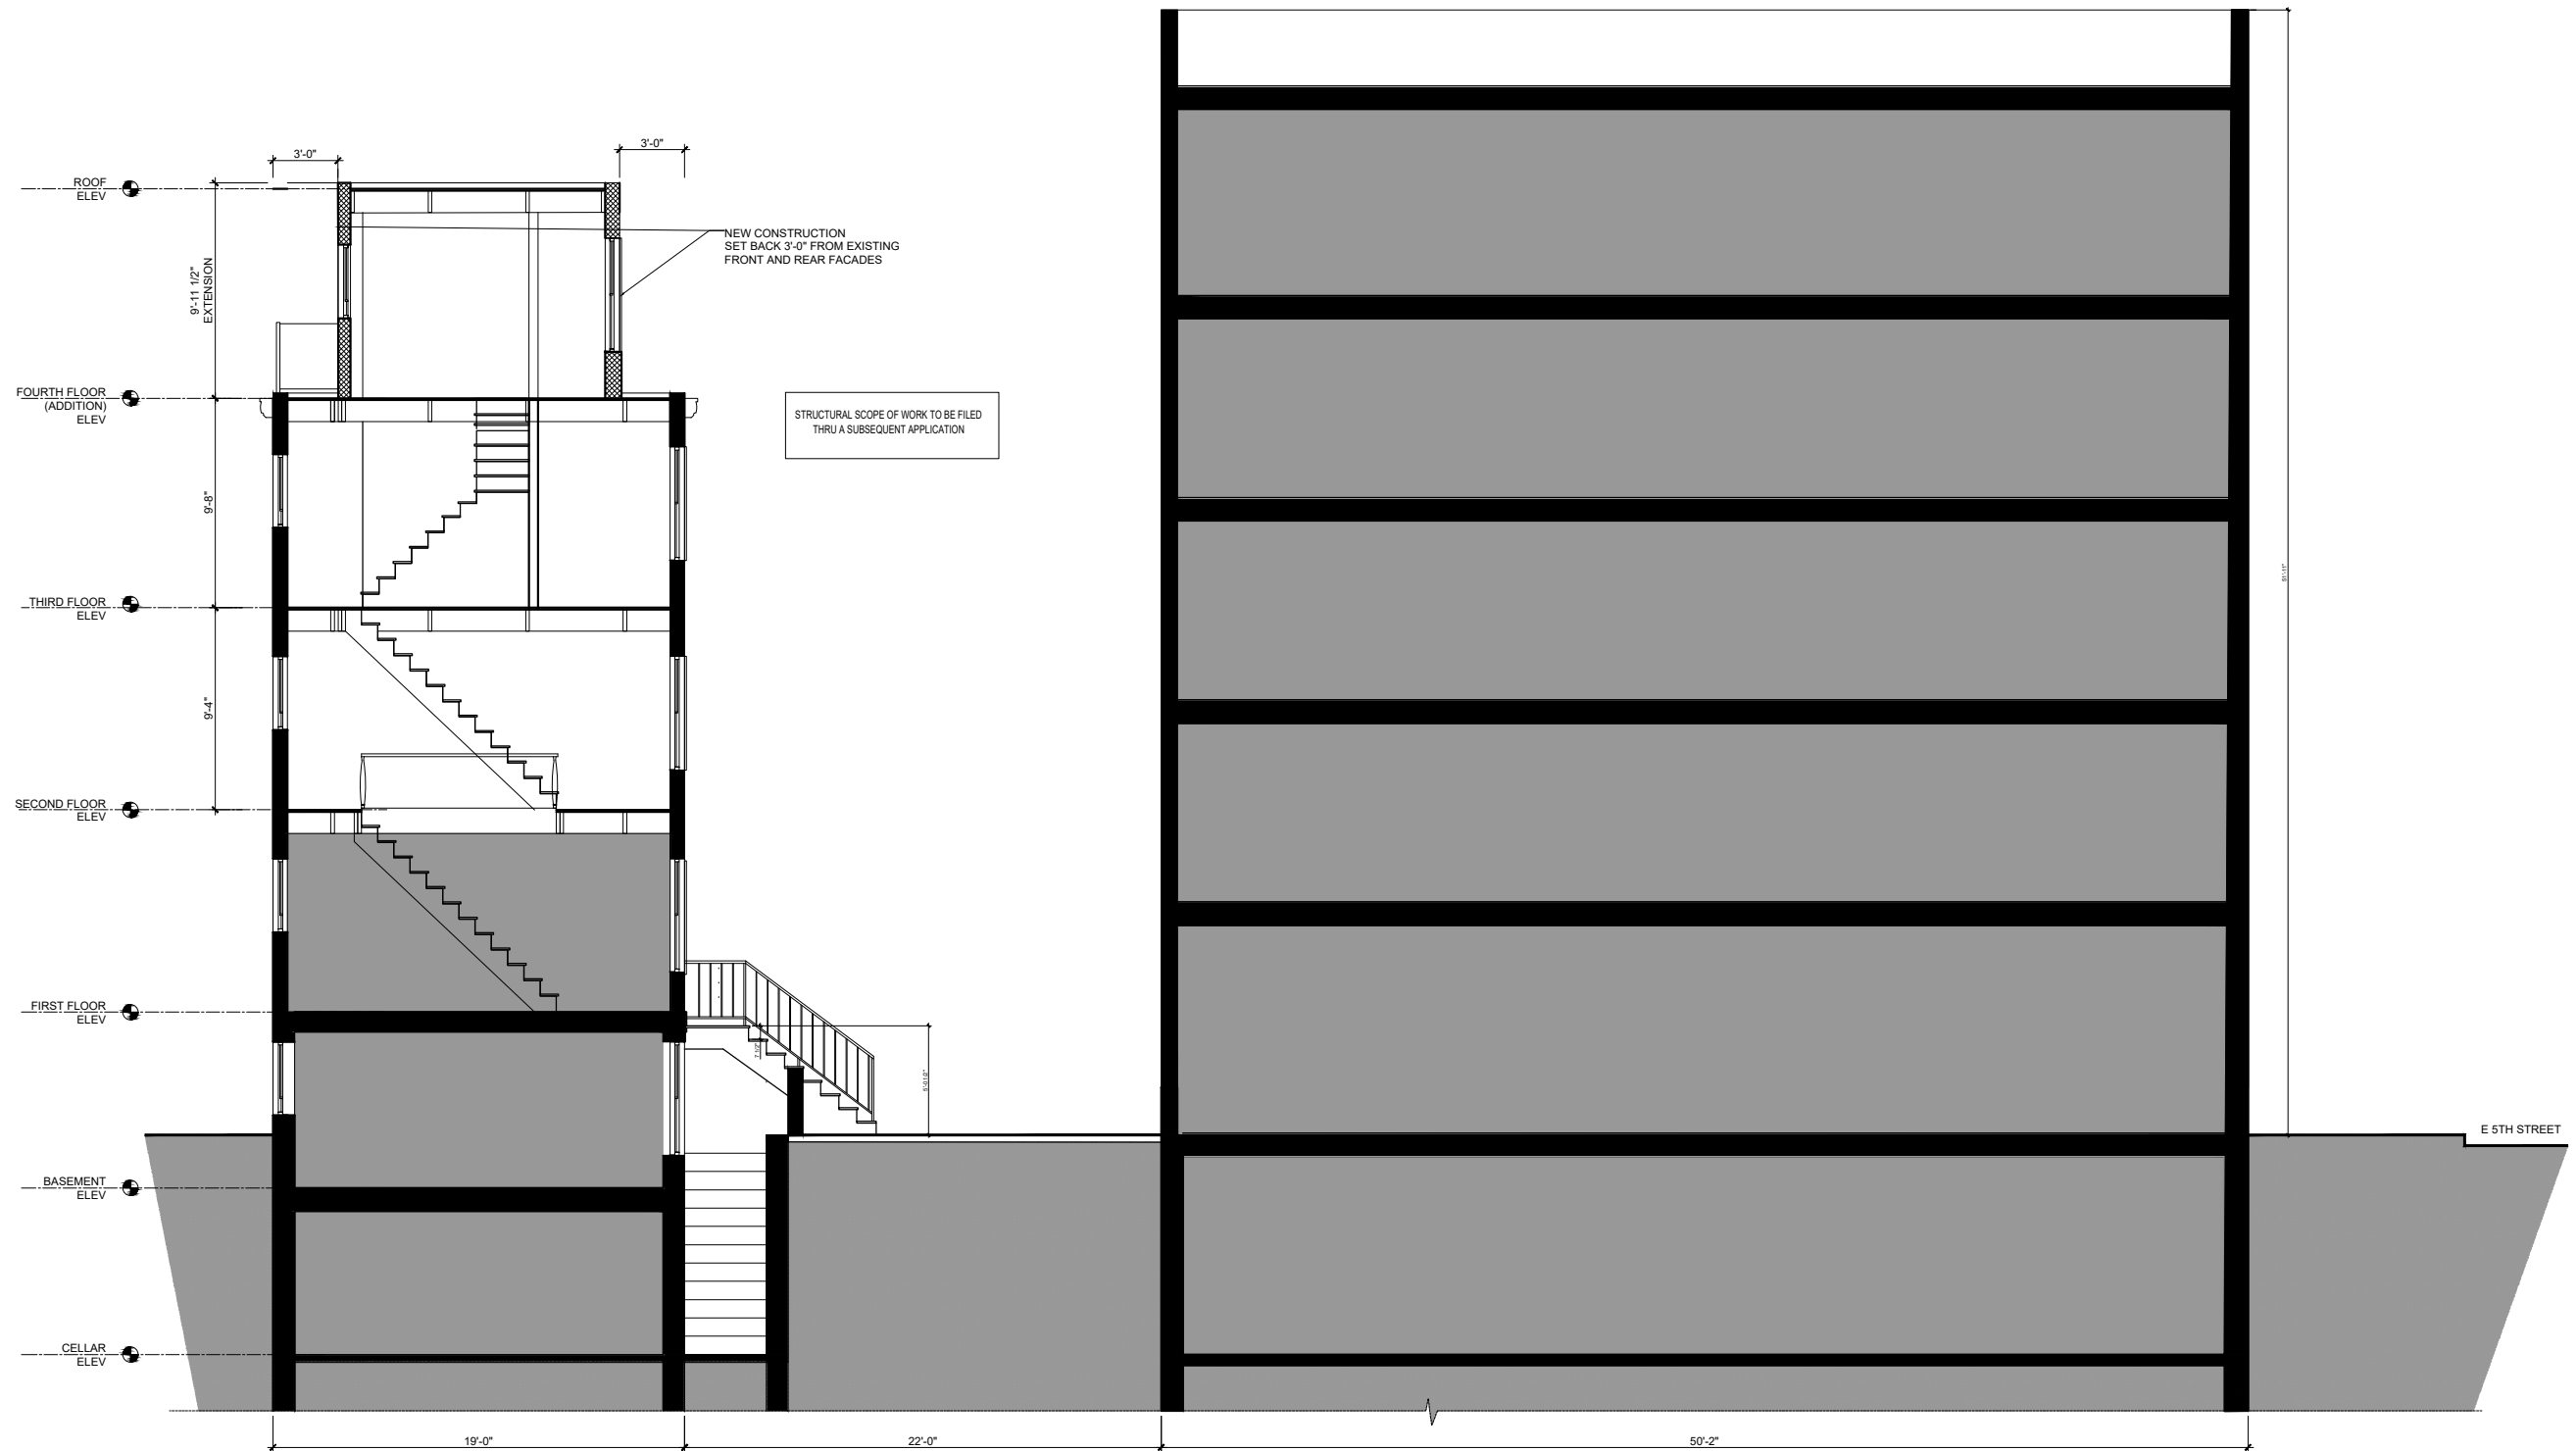 3'-0"
3'-0"
ROOF
ELEV
NEW CONSTRUCTION
SET BACK 3'-0" FROM EXISTING
FRONT AND REAR FACADES
9'-11 1/2"
EXTENSION
FOURTH FLOOR
(ADDITION)
ELEV
STRUCTURAL SCOPE OF WORK TO BE FILED
THRU A SUBSEQUENT APPLICATION
9'-8"
THIRD FLOOR
ELEV
9'-4"
SECOND FLOOR
ELEV
FIRST FLOOR
ELEV
7 1/2"
E 5TH STREET
BASEMENT
ELEV
CELLAR
ELEV
19'-0"
22'-0"
50'-2"